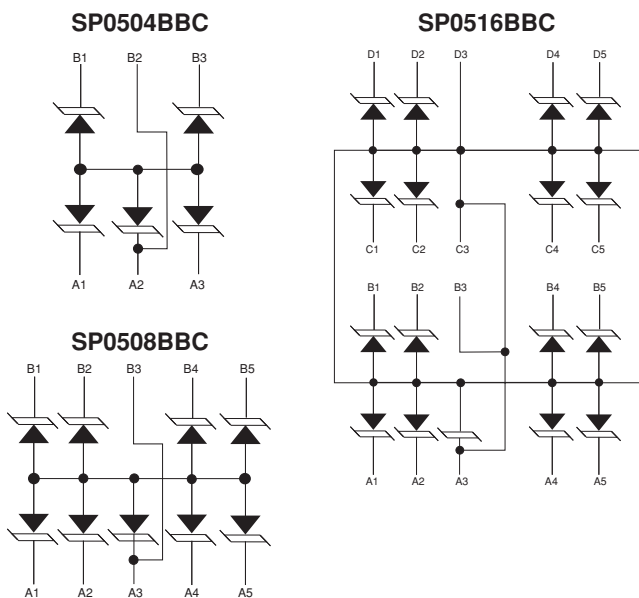 SP0504BBC
B1 B2 B3
A1 A2 A3
SP0508BBC
B1 B2 B3 B4 B5
A1 A2 A3 A4 A5
SP0516BBC
D1 D2 D3 D4 D5
C1 C2 C3 C4 C5
B1 B2 B3 B4 B5
A1 A2 A3 A4 A5